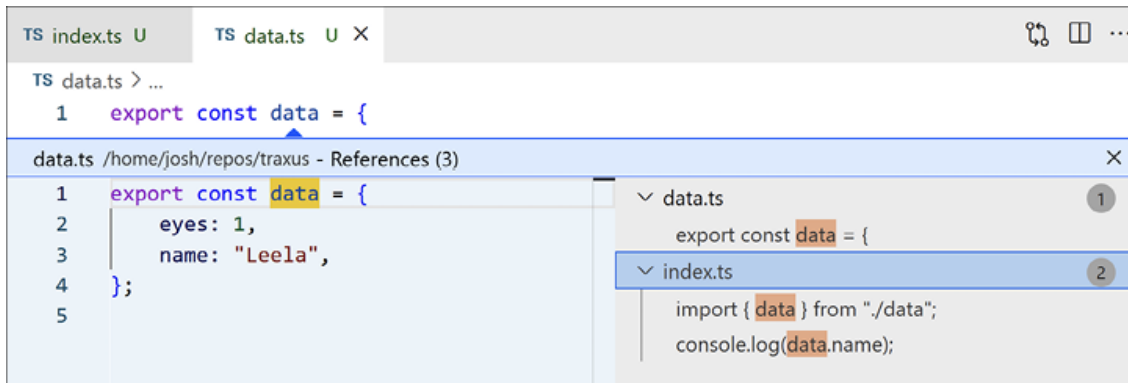 TS index.ts U TS data.ts U ×
TS data.ts > ...
1 export const data = {
data.ts /home/josh/repos/traxus - References (3) ×
1 export const data = {
2 eyes: 1,
3 name: "Leela",
4 };
5
data.ts 1
export const data = {
index.ts 2
import { data } from "./data";
console.log(data.name);